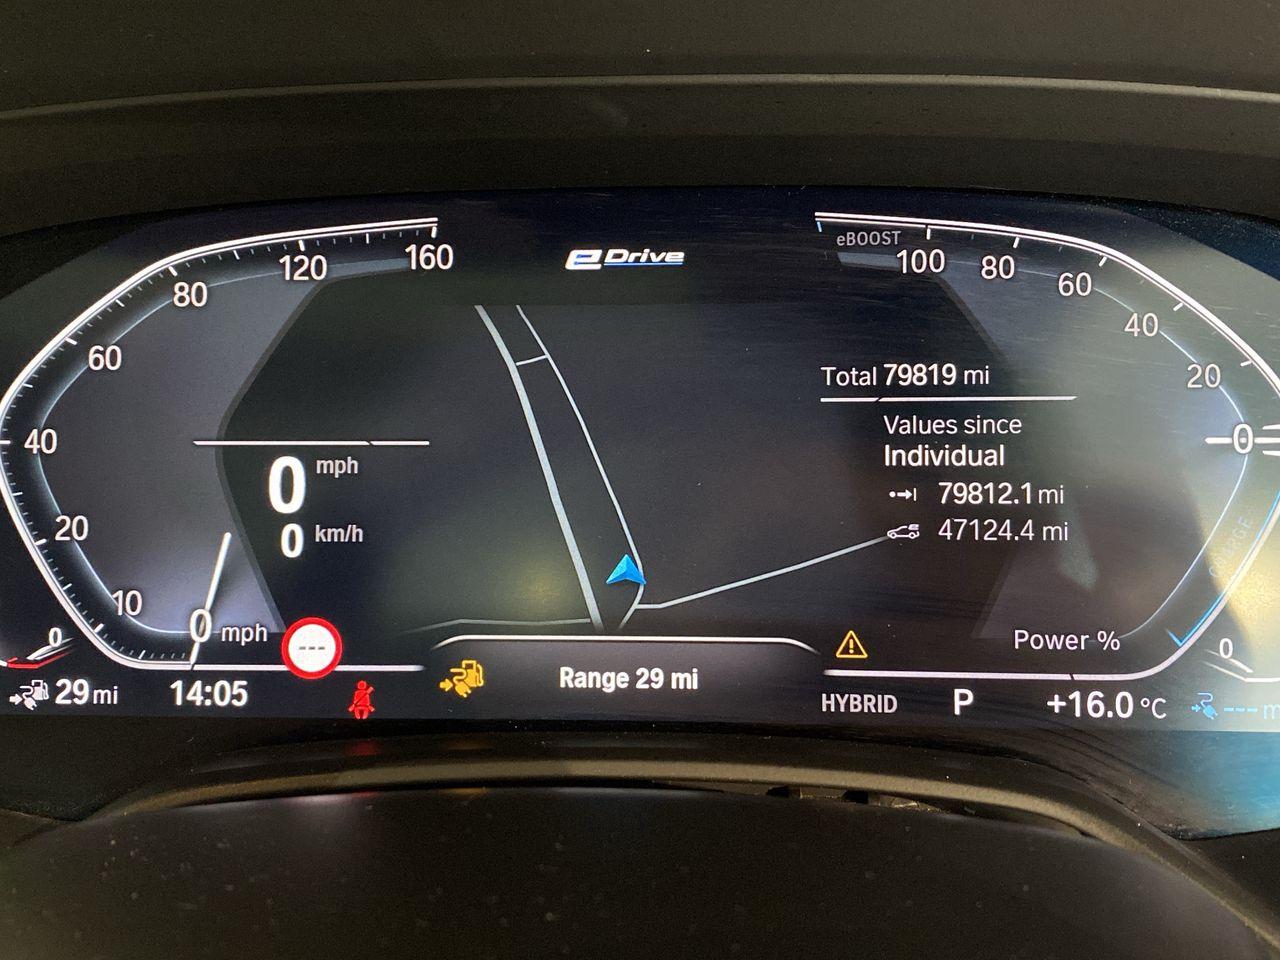 eDrive
160
120
80
60
40
20
10
0 mph
0 mph
0 km/h
eBOOST
100
80
60
40
20
0
CHARGE
Total 79819 mi
Values since
Individual
79812.1 mi
47124.4 mi
Power %
0
29 mi
14:05
---
Range 29 mi
HYBRID
P
+16.0 °C
0
--- m